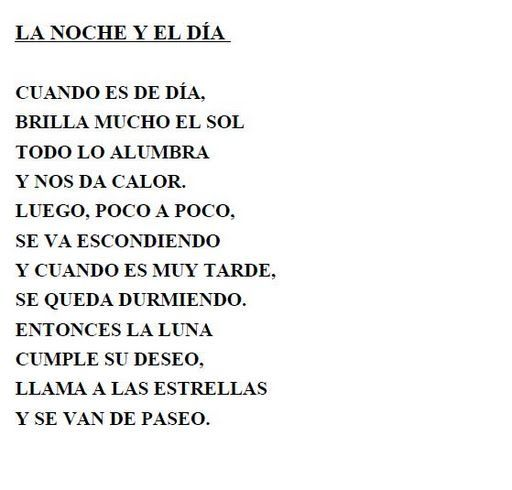 LA NOCHE Y EL DÍA
CUANDO ES DE DÍA,
BRILLA MUCHO EL SOL
TODO LO ALUMBRA
Y NOS DA CALOR.
LUEGO, POCO A POCO,
SE VA ESCONDIENDO
Y CUANDO ES MUY TARDE,
SE QUEDA DURMIENDO.
ENTONCES LA LUNA
CUMPLE SU DESEO,
LLAMA A LAS ESTRELLAS
Y SE VAN DE PASEO.